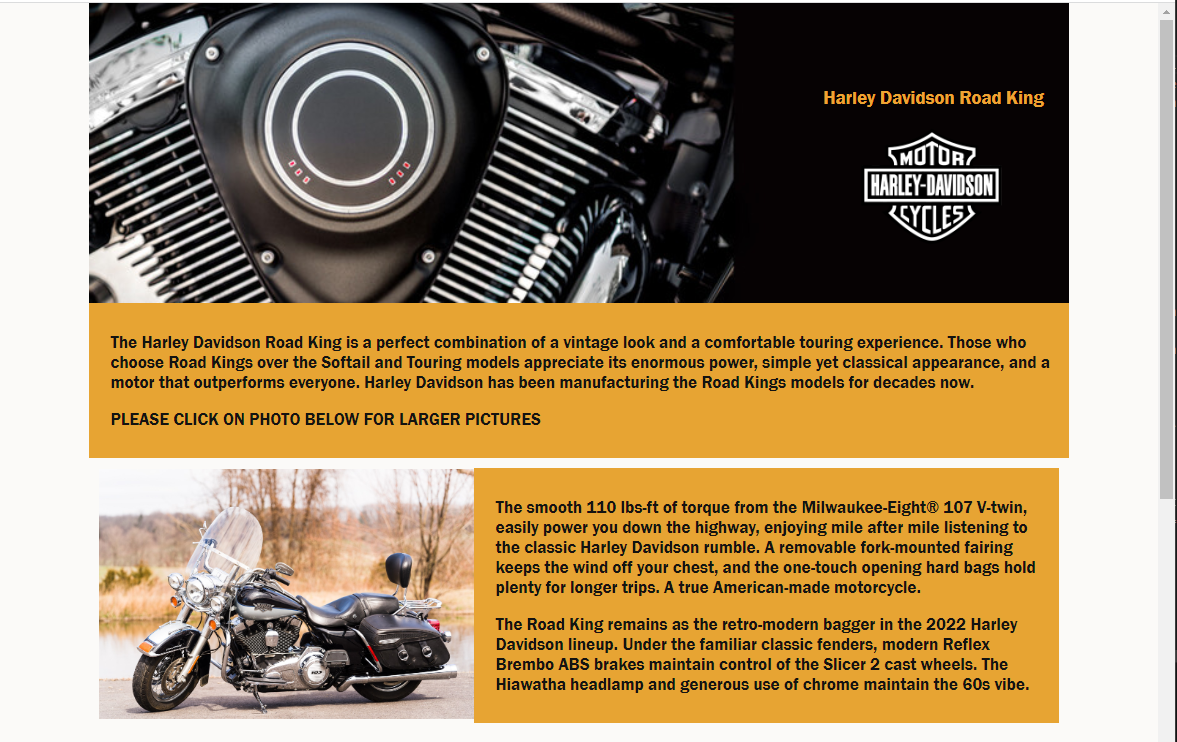 Harley Davidson Road King
MOTOR
HARLEY-DAVIDSON
CYCLES
The Harley Davidson Road King is a perfect combination of a vintage look and a comfortable touring experience. Those who
choose Road Kings over the Softail and Touring models appreciate its enormous power, simple yet classical appearance, and a
motor that outperforms everyone. Harley Davidson has been manufacturing the Road Kings models for decades now.
PLEASE CLICK ON PHOTO BELOW FOR LARGER PICTURES
The smooth 110 lbs-ft of torque from the Milwaukee-Eight® 107 V-twin,
easily power you down the highway, enjoying mile after mile listening to
the classic Harley Davidson rumble. A removable fork-mounted fairing
keeps the wind off your chest, and the one-touch opening hard bags hold
plenty for longer trips. A true American-made motorcycle.
The Road King remains as the retro-modern bagger in the 2022 Harley
Davidson lineup. Under the familiar classic fenders, modern Reflex
Brembo ABS brakes maintain control of the Slicer 2 cast wheels. The
Hiawatha headlamp and generous use of chrome maintain the 60s vibe.